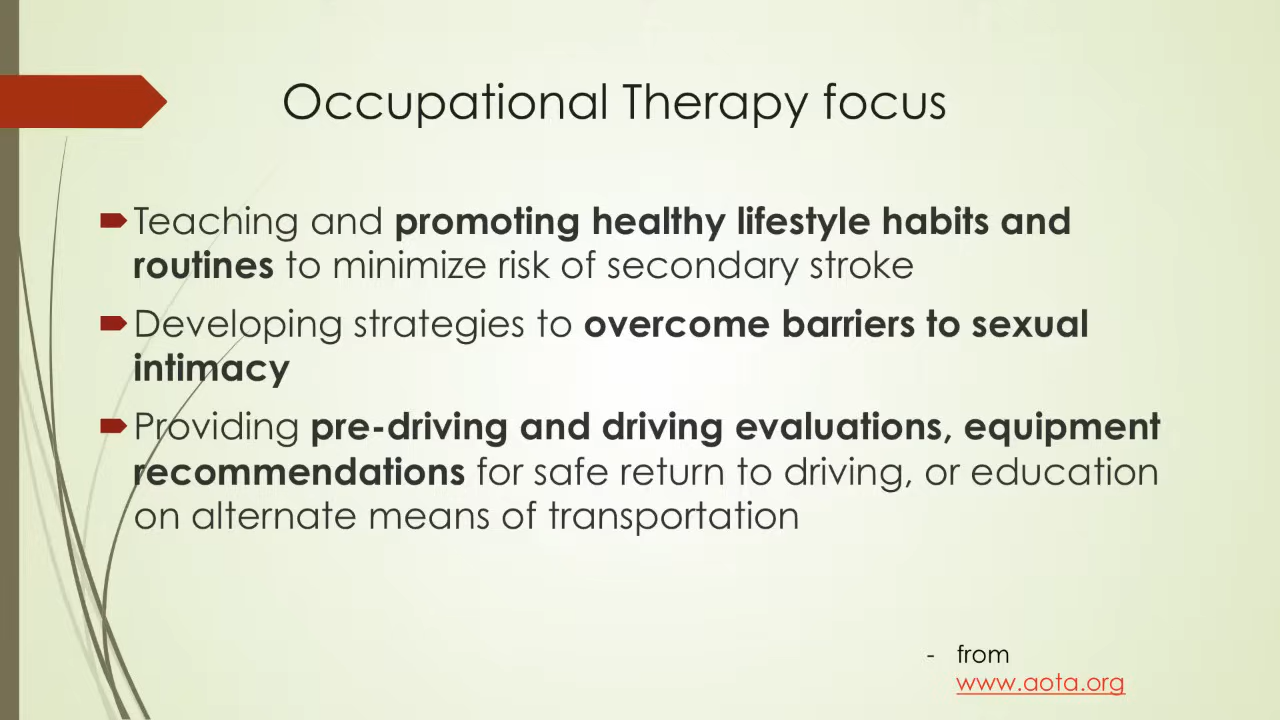 Occupational Therapy focus
Teaching and promoting healthy lifestyle habits and
routines to minimize risk of secondary stroke
Developing strategies to overcome barriers to sexual
intimacy
Providing pre-driving and driving evaluations, equipment
recommendations for safe return to driving, or education
on alternate means of transportation
- from
www.aota.org